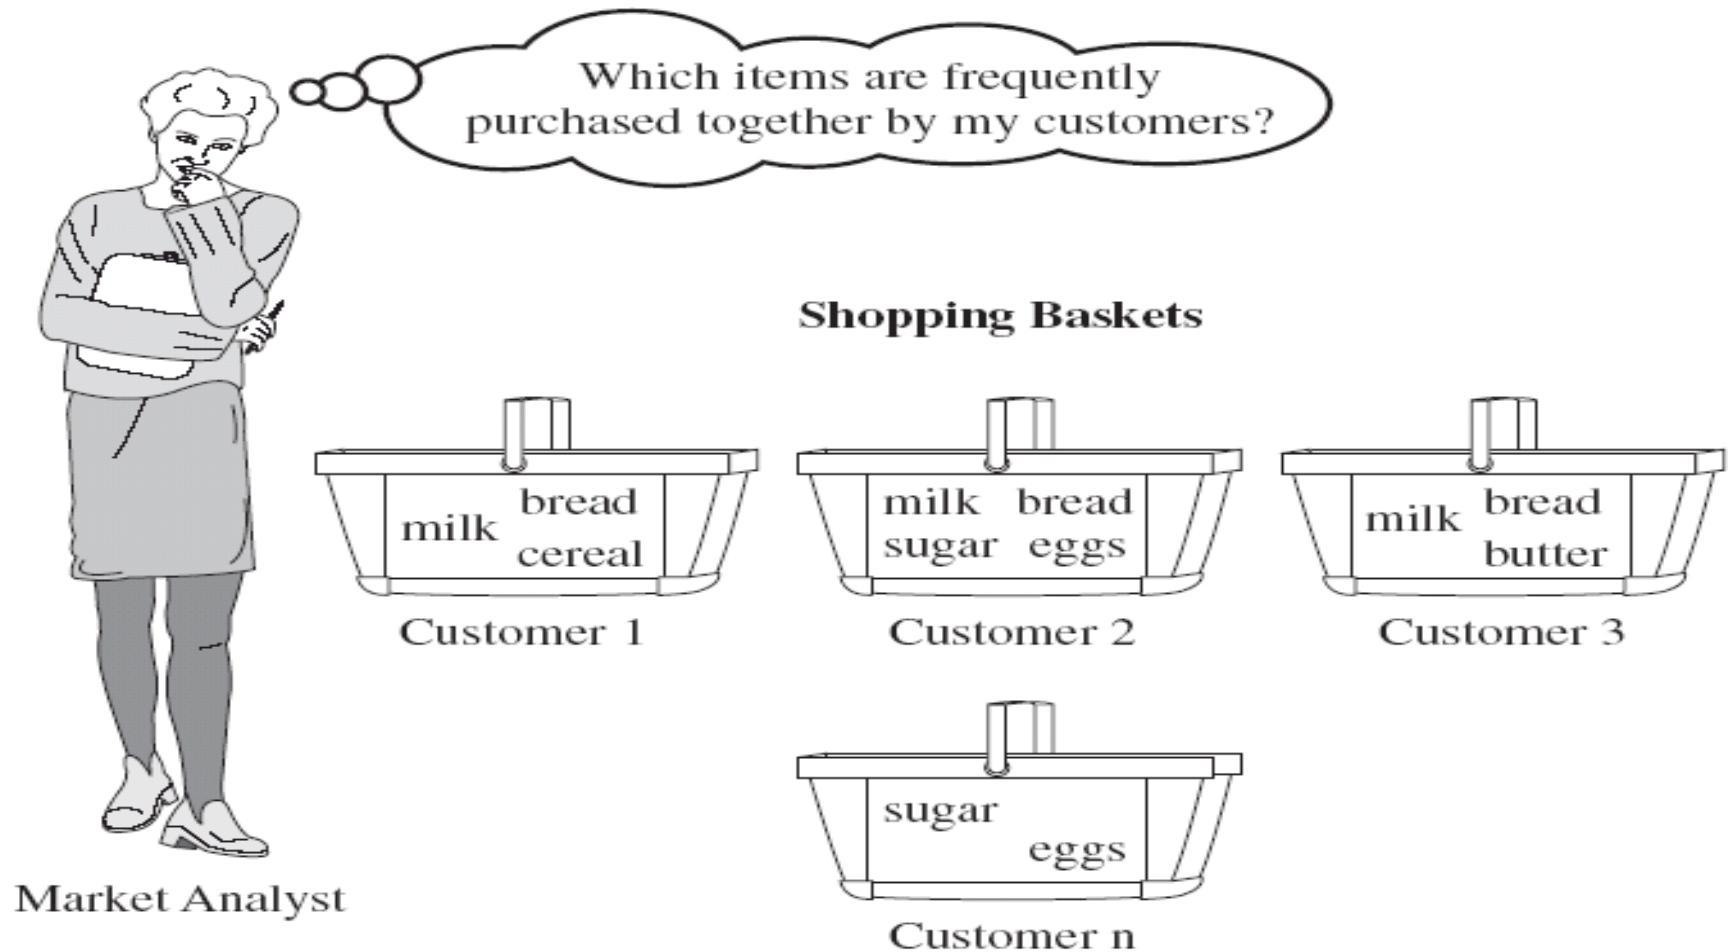 Which items are frequently
purchased together by my customers?
Shopping Baskets
milk
bread
cereal
Customer 1
milk bread
sugar eggs
Customer 2
milk
bread
butter
Customer 3
sugar
eggs
Customer n
Market Analyst